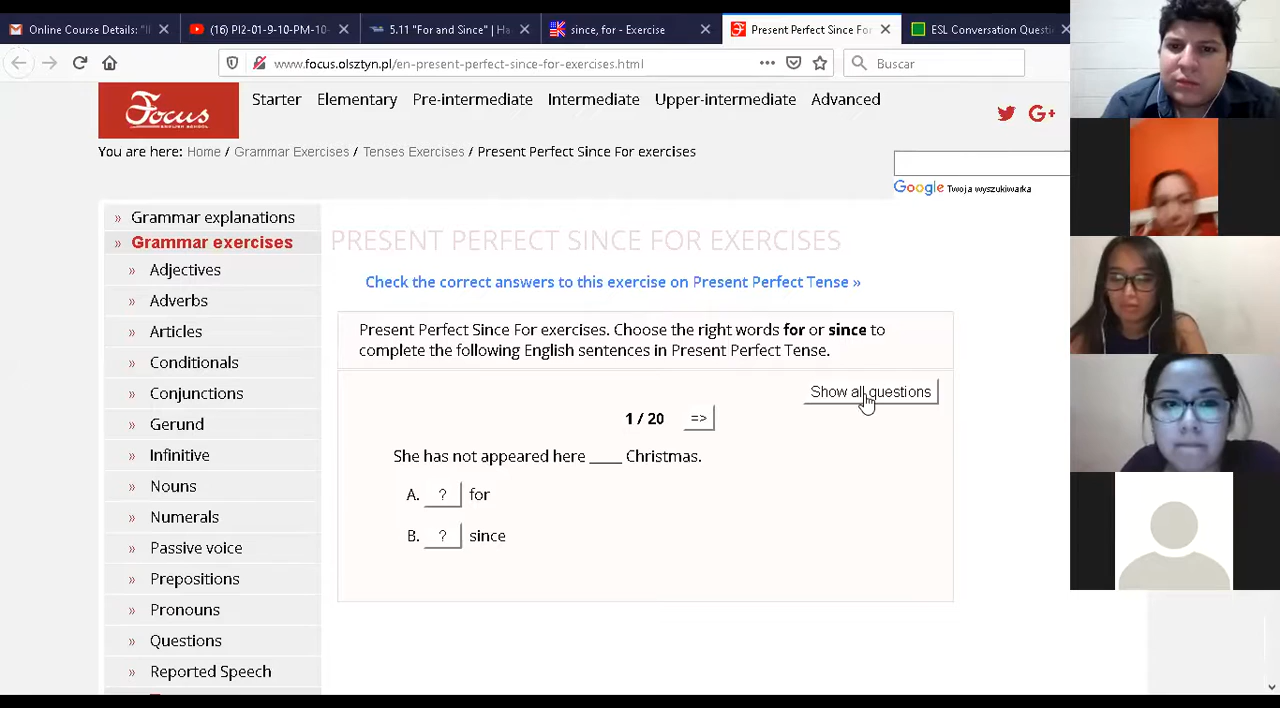 Online Course Details: "I
(16) PI2-01-9-10-PM-10-
5.11 "For and Since" | Ha
since, for - Exercise
Present Perfect Since For
ESL Conversation Questi
www.focus.olsztyn.pl/en-present-perfect-since-for-exercises.html
Buscar
Focus
ENGLISH SCHOOL
Starter Elementary Pre-intermediate Intermediate Upper-intermediate Advanced
G+
You are here: Home / Grammar Exercises / Tenses Exercises / Present Perfect Since For exercises
Google Twoja wyszukiwarka
» Grammar explanations
» Grammar exercises
» Adjectives
» Adverbs
» Articles
» Conditionals
» Conjunctions
» Gerund
» Infinitive
» Nouns
» Numerals
» Passive voice
» Prepositions
» Pronouns
» Questions
» Reported Speech
PRESENT PERFECT SINCE FOR EXERCISES
Check the correct answers to this exercise on Present Perfect Tense »
Present Perfect Since For exercises. Choose the right words for or since to
complete the following English sentences in Present Perfect Tense.
Show all questions
1 / 20 =>
She has not appeared here ____ Christmas.
A. ? for
B. ? since